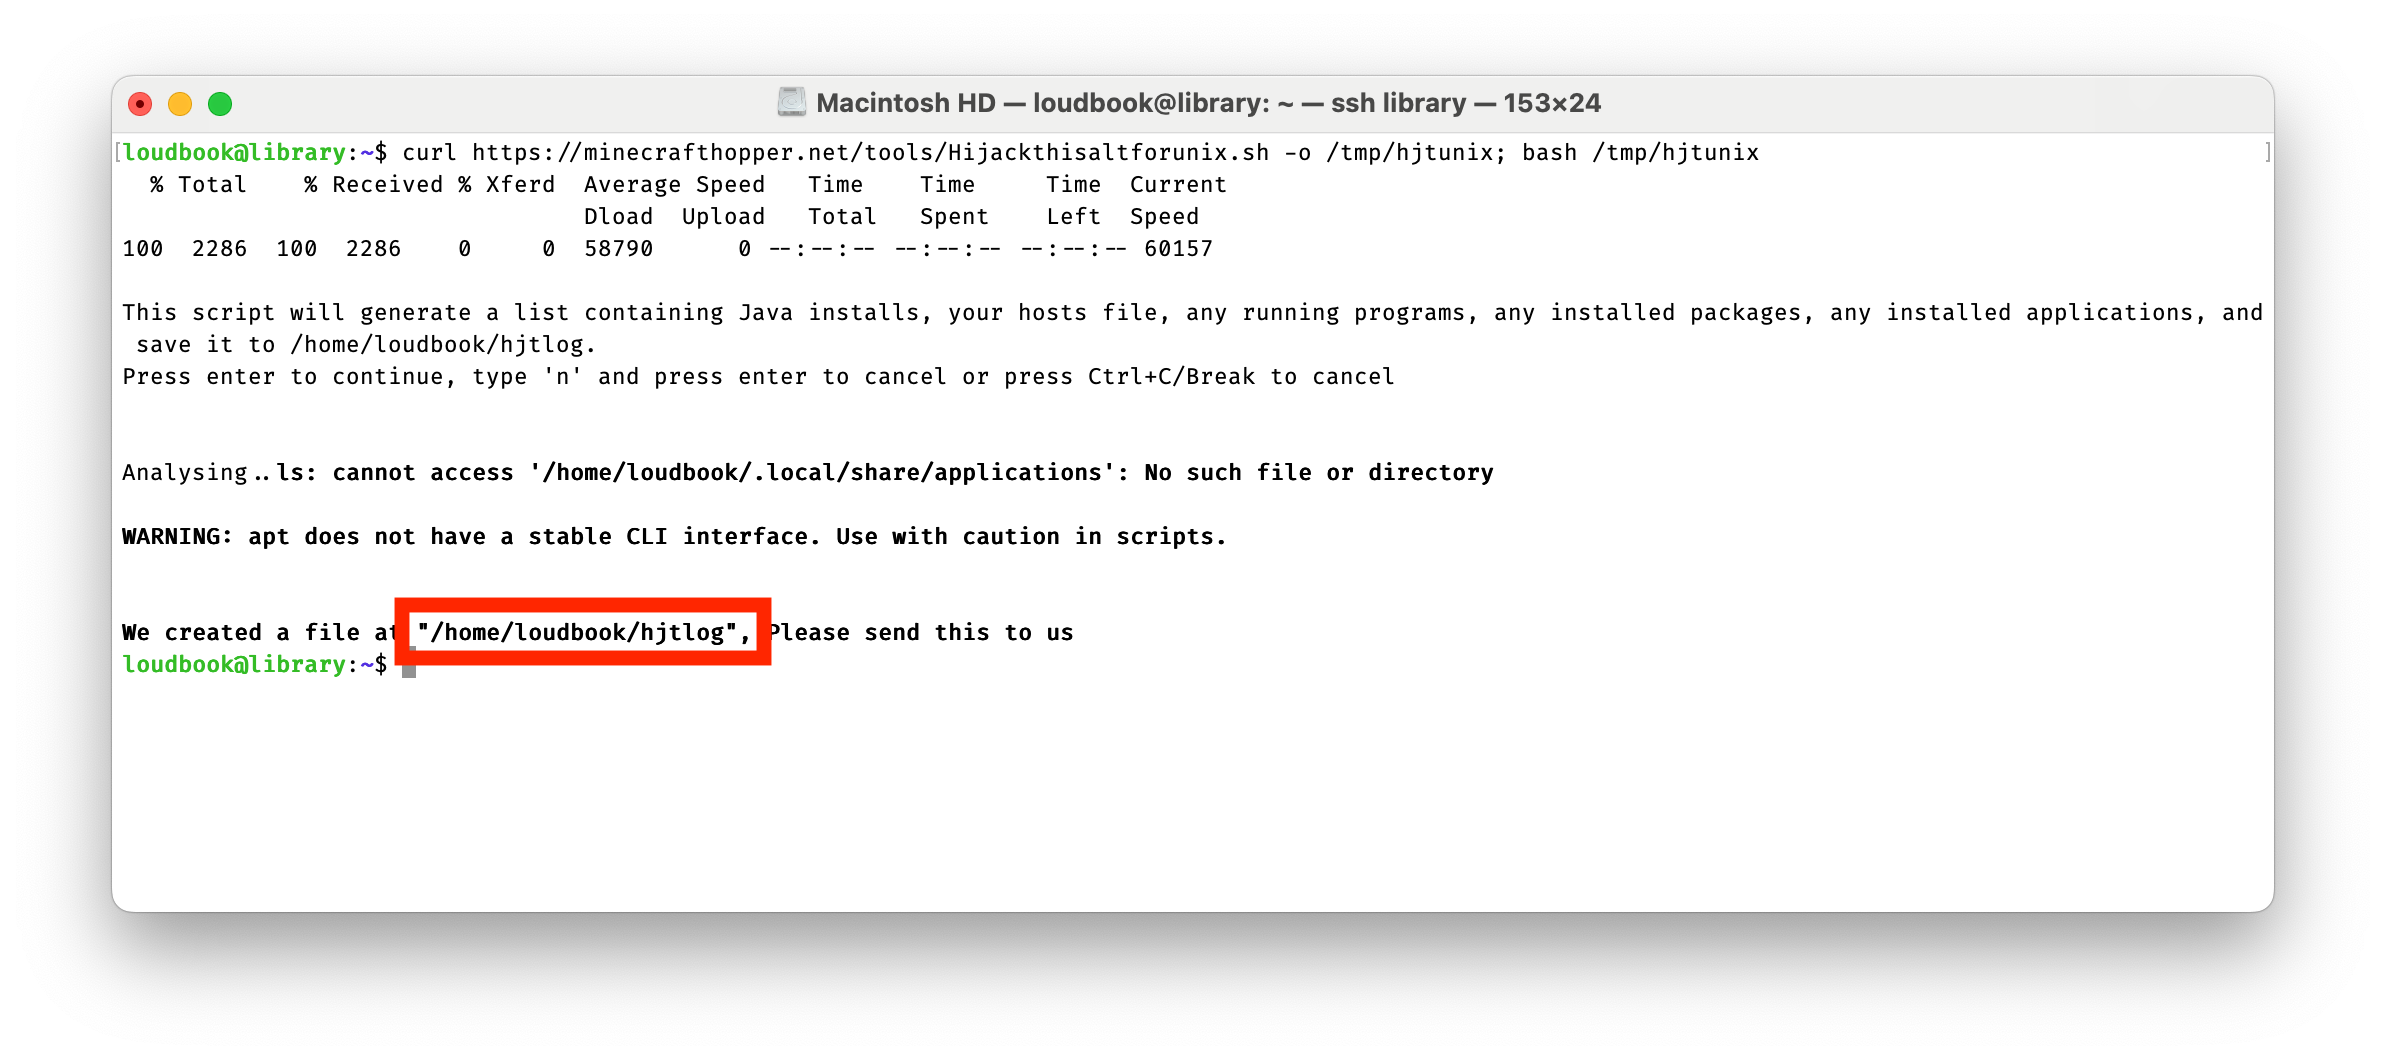 Macintosh HD — loudbook@library: ~ — ssh library — 153×24
[loudbook@library:~$ curl https://minecrafthopper.net/tools/Hijackthisaltforunix.sh -o /tmp/hjtunix; bash /tmp/hjtunix ]
% Total % Received % Xferd Average Speed Time Time Time Current
Dload Upload Total Spent Left Speed
100 2286 100 2286 0 0 58790 0 --:--:-- --:--:-- --:--:-- 60157
This script will generate a list containing Java installs, your hosts file, any running programs, any installed packages, any installed applications, and
save it to /home/loudbook/hjtlog.
Press enter to continue, type 'n' and press enter to cancel or press Ctrl+C/Break to cancel
Analysing..ls: cannot access '/home/loudbook/.local/share/applications': No such file or directory
WARNING: apt does not have a stable CLI interface. Use with caution in scripts.
We created a file at "/home/loudbook/hjtlog", Please send this to us
loudbook@library:~$